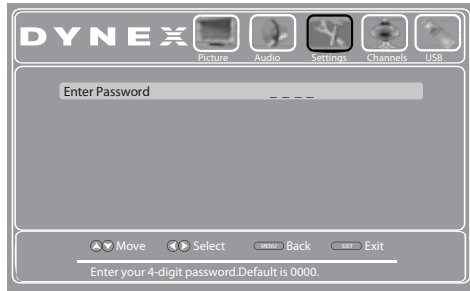 DYNEX
Picture Audio Settings Channels USB
Enter Password _ _ _ _
Move Select MENU Back EXIT Exit
Enter your 4-digit password.Default is 0000.